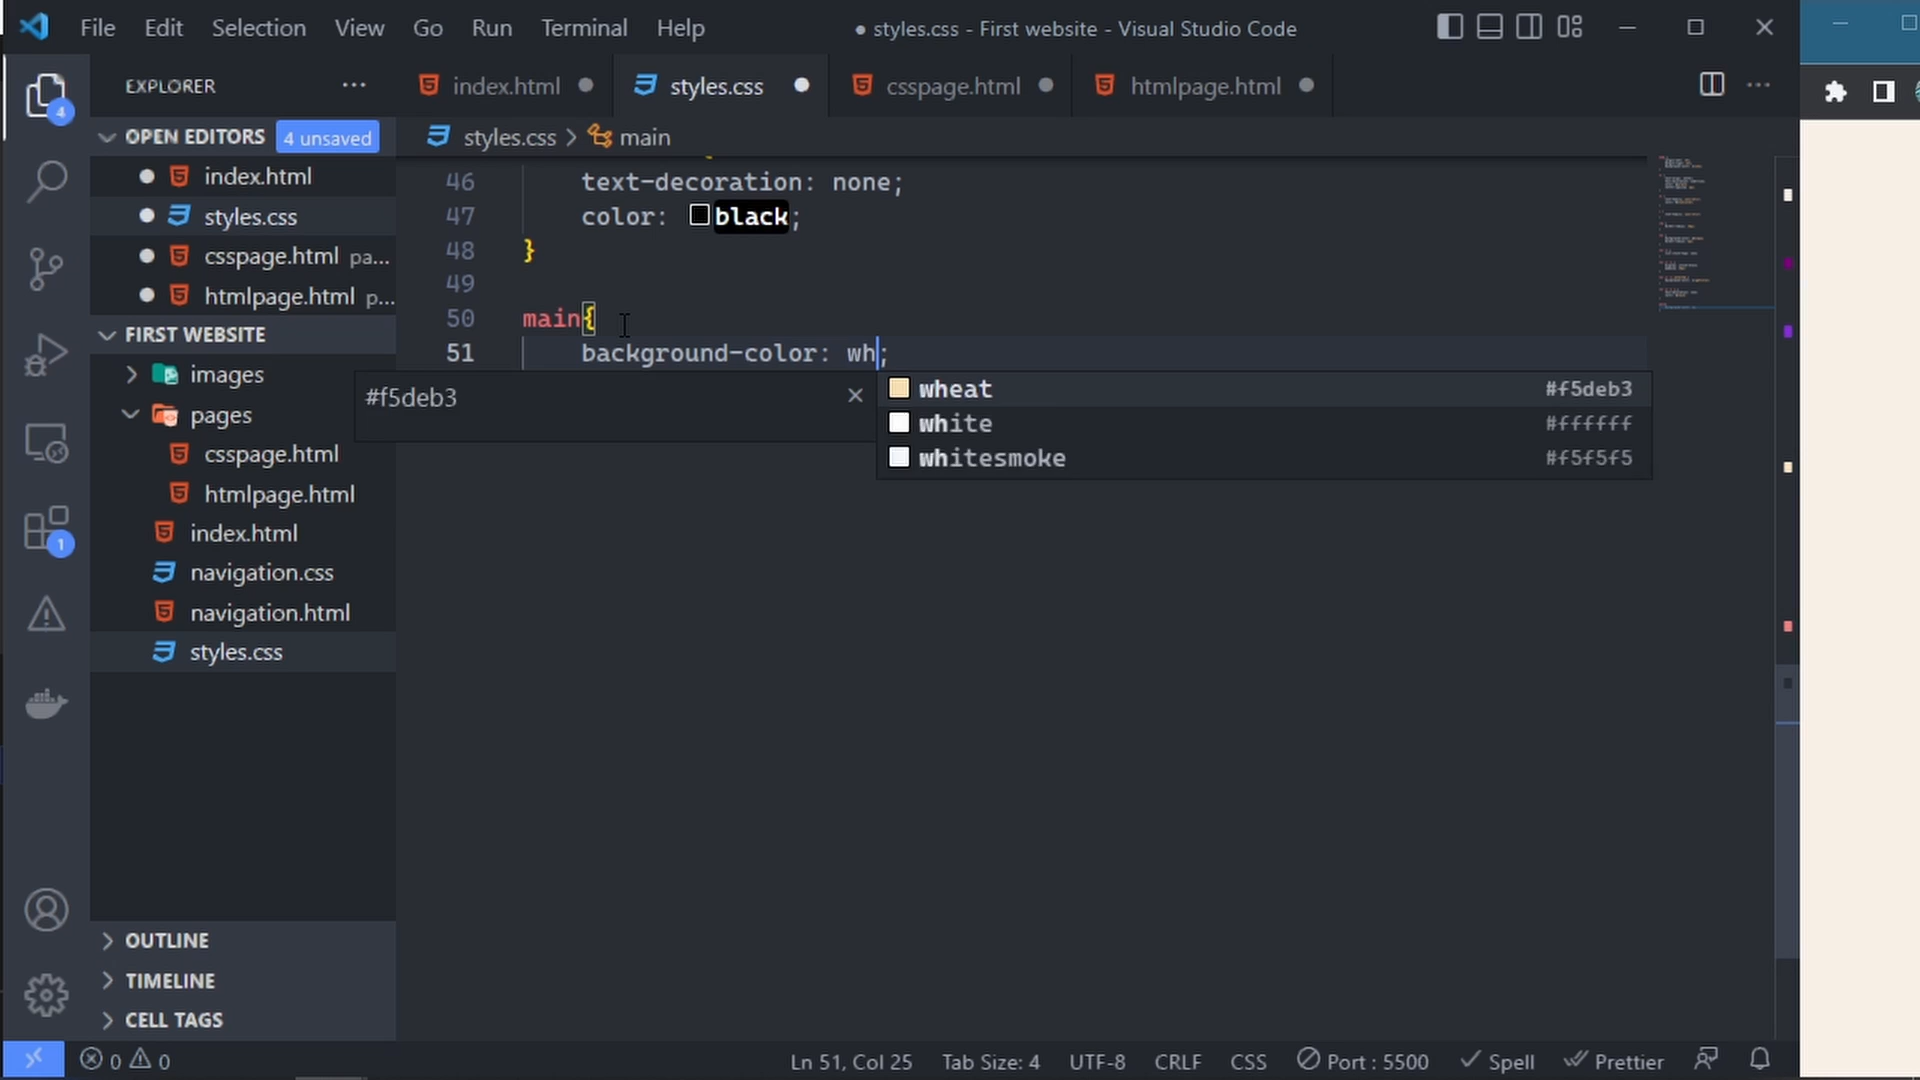 File Edit Selection View Go Run Terminal Help
● styles.css - First website - Visual Studio Code
EXPLORER
index.html
styles.css
csspage.html
htmlpage.html
OPEN EDITORS 4 unsaved
index.html
styles.css
csspage.html pa...
htmlpage.html p...
FIRST WEBSITE
images
pages
csspage.html
htmlpage.html
index.html
navigation.css
navigation.html
styles.css
OUTLINE
TIMELINE
CELL TAGS
4
1
styles.css > main
46 text-decoration: none;
47 color: black;
48 }
49
50 main{
51 background-color: wh;
#f5deb3
wheat #f5deb3
white #ffffff
whitesmoke #f5f5f5
0 0
Ln 51, Col 25 Tab Size: 4 UTF-8 CRLF CSS Port : 5500 Spell Prettier